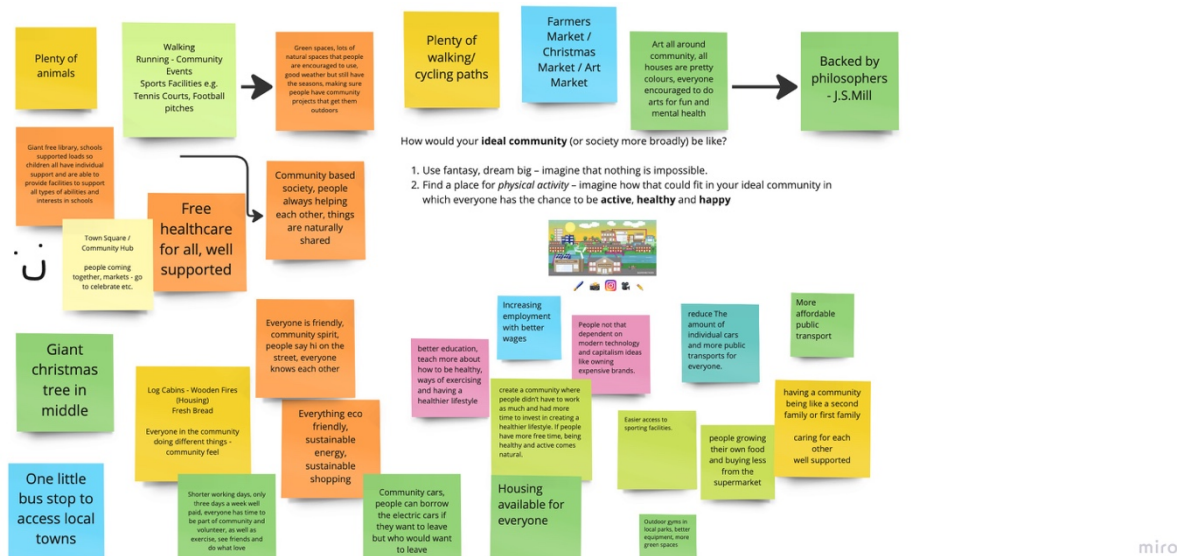 Plenty of
animals
Walking
Running - Community
Events
Sports Facilities e.g.
Tennis Courts, Football
pitches
Green spaces, lots of
natural spaces that people
are encouraged to use,
good weather but still have
the seasons, making sure
people have community
projects that get them
outdoors
Plenty of
walking/
cycling paths
Farmers
Market /
Christmas
Market / Art
Market
Art all around
community, all
houses are pretty
colours, everyone
encouraged to do
arts for fun and
mental health
Backed by
philosophers
- J.S.Mill
How would your ideal community (or society more broadly) be like?
1. Use fantasy, dream big – imagine that nothing is impossible.
2. Find a place for physical activity – imagine how that could fit in your ideal community in
which everyone has the chance to be active, healthy and happy
Giant free library, schools
supported loads so
children all have individual
support and are able to
provide facilities to support
all types of abilities and
interests in schools
Free
healthcare
for all, well
supported
Community based
society, people
always helping
each other, things
are naturally
shared
Town Square /
Community Hub
people coming
together, markets - go
to celebrate etc.
:)
Giant
christmas
tree in
middle
Log Cabins - Wooden Fires
(Housing)
Fresh Bread
Everyone in the community
doing different things -
community feel
Everyone is friendly,
community spirit,
people say hi on the
street, everyone
knows each other
Everything eco
friendly,
sustainable
energy,
sustainable
shopping
One little
bus stop to
access local
towns
Shorter working days, only
three days a week well
paid, everyone has time to
be part of community and
volunteer, as well as
exercise, see friends and
do what love
Community cars,
people can borrow
the electric cars if
they want to leave
but who would want
to leave
better education,
teach more about
how to be healthy,
ways of exercising
and having a
healthier lifestyle
Increasing
employment
with better
wages
People not that
dependent on
modern technology
and capitalism ideas
like owning
expensive brands.
reduce The
amount of
individual cars
and more public
transports for
everyone.
More
affordable
public
transport
create a community where
people didn't have to work
as much and had more
time to invest in creating a
healthier lifestyle. If people
have more free time, being
healthy and active comes
natural.
Easier access to
sporting facilities.
people growing
their own food
and buying less
from the
supermarket
having a community
being like a second
family or first family
caring for each
other
well supported
Housing
available for
everyone
Outdoor gyms in
local parks, better
equipment, more
green spaces
miro